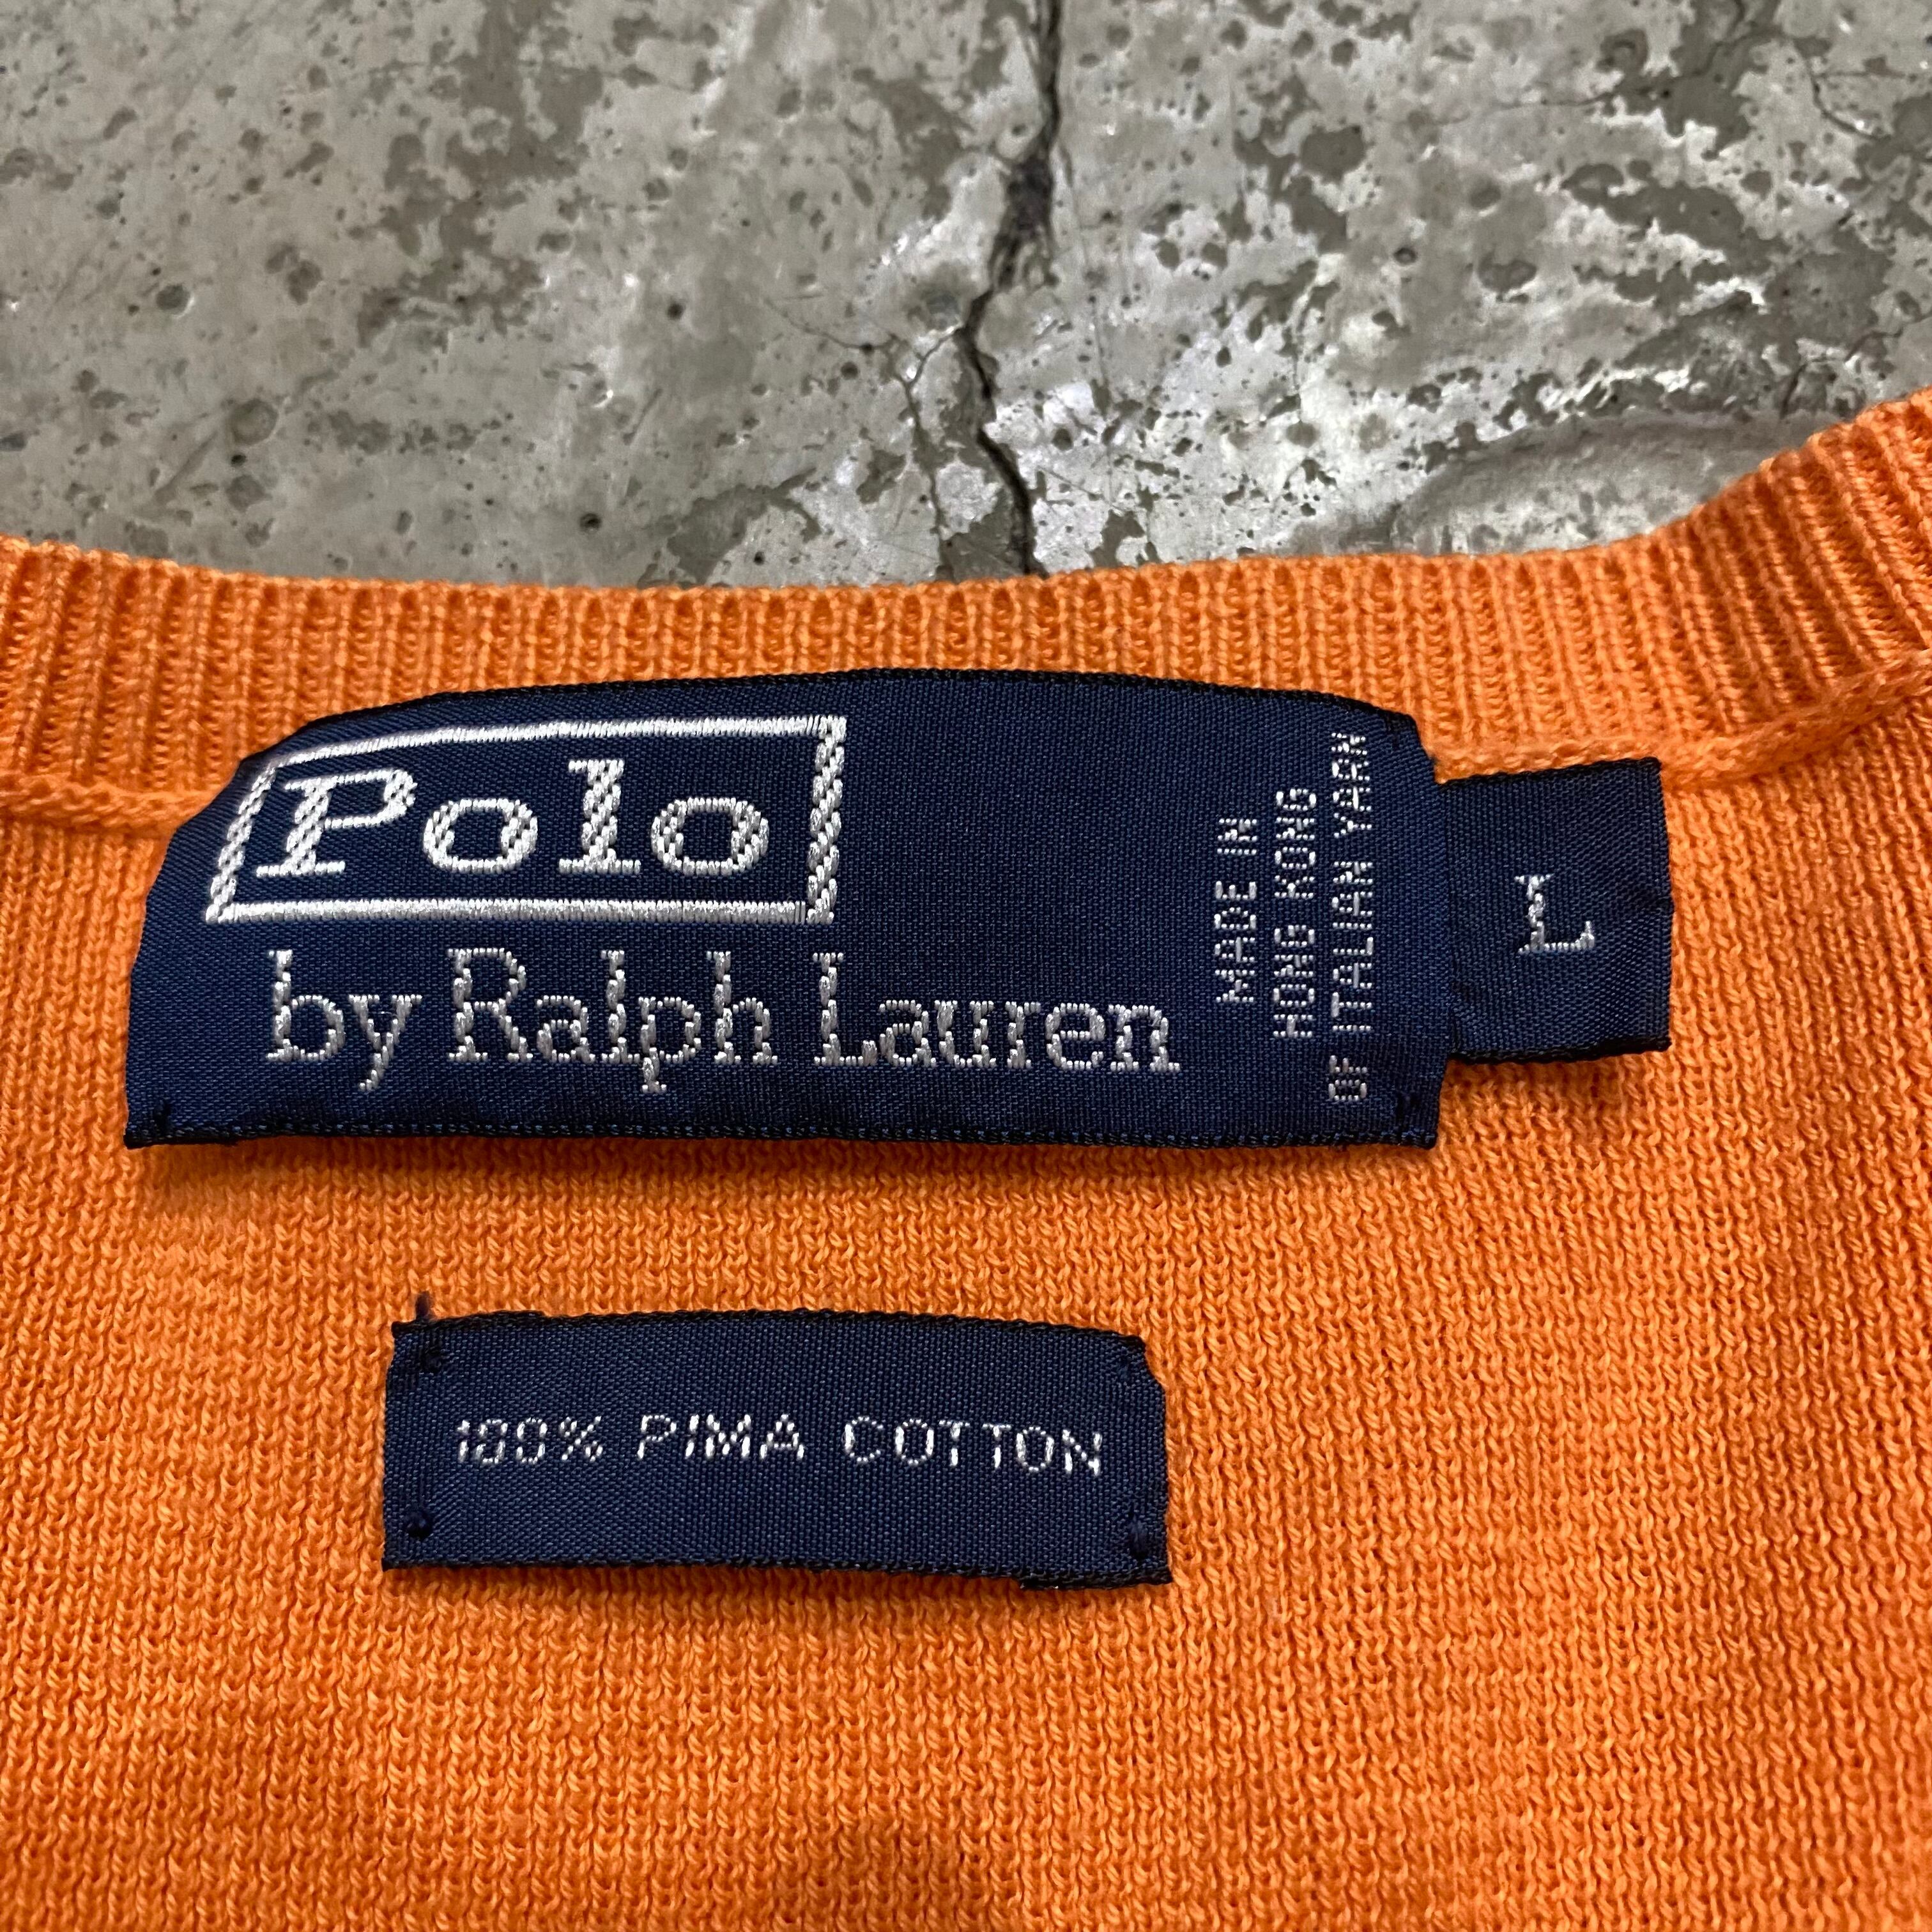 Polo
by Ralph Lauren
MADE IN
HONG KONG
OF ITALIAN YARN
L
100% PIMA COTTON